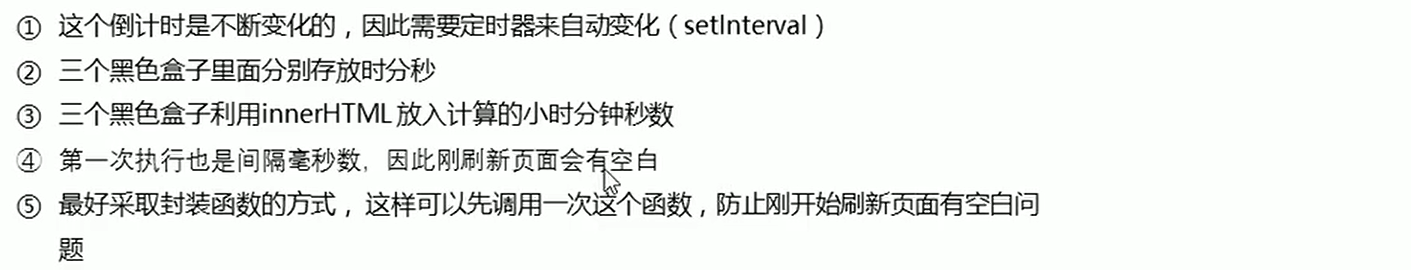 ① 这个倒计时是不断变化的，因此需要定时器来自动变化（setInterval）
② 三个黑色盒子里面分别存放时分秒
③ 三个黑色盒子利用innerHTML 放入计算的小时分钟秒数
④ 第一次执行也是间隔毫秒数，因此刚刷新页面会有空白
⑤ 最好采取封装函数的方式，这样可以先调用一次这个函数，防止刚开始刷新页面有空白问
题